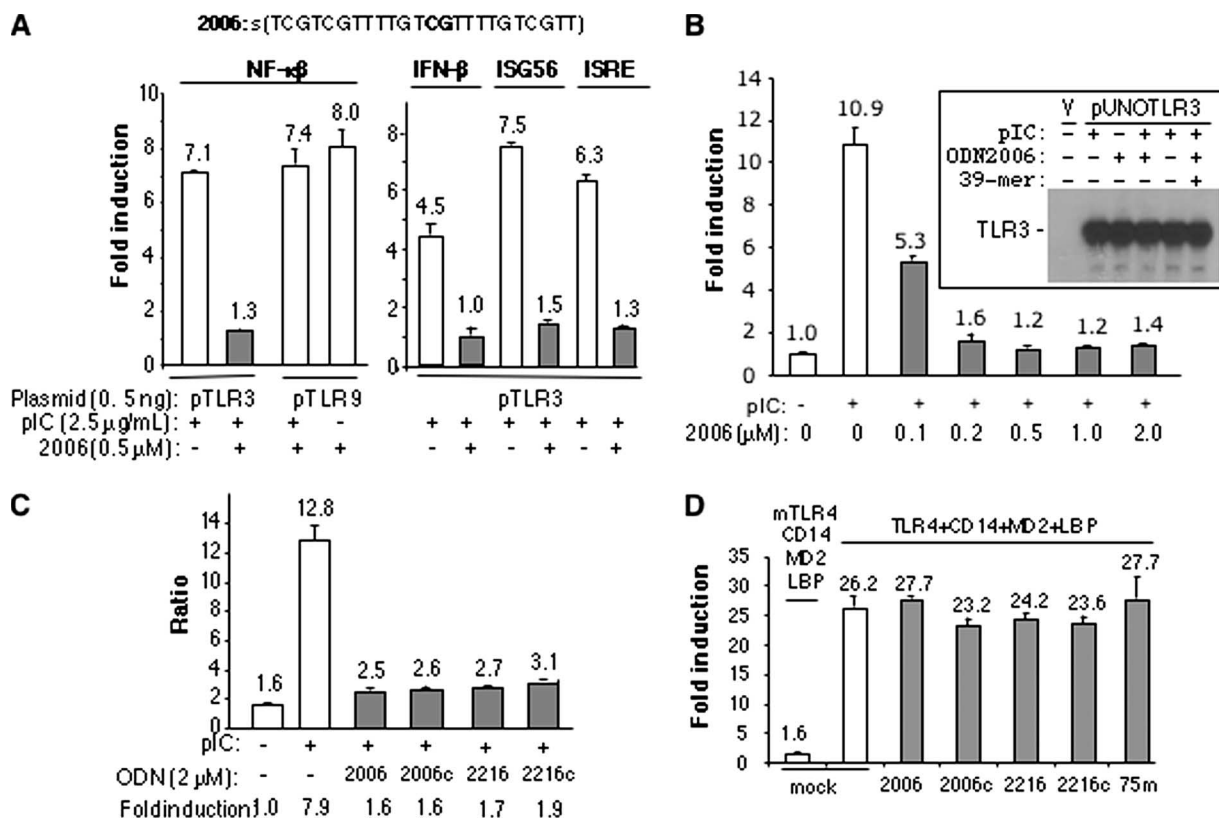 A
2006:s(TCGTCGTTTTGTCGTTTTGTCGTT)
NF-κβ
IFN-β ISG56 ISRE
Fold induction
10
8
6
4
2
0
7.1
1.3
7.4
8.0
8
6
4
2
0
4.5
1.0
7.5
1.5
6.3
1.3
Plasmid(0.5ng): pTLR3 pTLR9 pTLR3
pIC(2.5µg/mL): + + + - + + + + + +
2006(0.5µM): - + + + - + - + - +
B
Fold induction
14
12
10
8
6
4
2
0
1.0
10.9
5.3
1.6
1.2
1.2
1.4
pIC: - + + + + + +
2006(µM): 0 0 0.1 0.2 0.5 1.0 2.0
V pUNOTLR3
pIC: - + - + + +
ODN2006: - - + + - +
39-mer: - - - - - +
TLR3 -
C
Ratio
14
12
10
8
6
4
2
0
1.6
12.8
2.5
2.6
2.7
3.1
pIC: - + + + + +
ODN(2µM): - - 2006 2006c 2216 2216c
Foldinduction: 1.0 7.9 1.6 1.6 1.7 1.9
D
mTLR4
CD14
MD2
LBP
TLR4+CD14+MD2+LBP
Fold induction
35
30
25
20
15
10
5
0
1.6
26.2
27.7
23.2
24.2
23.6
27.7
mock 2006 2006c 2216 2216c 75m